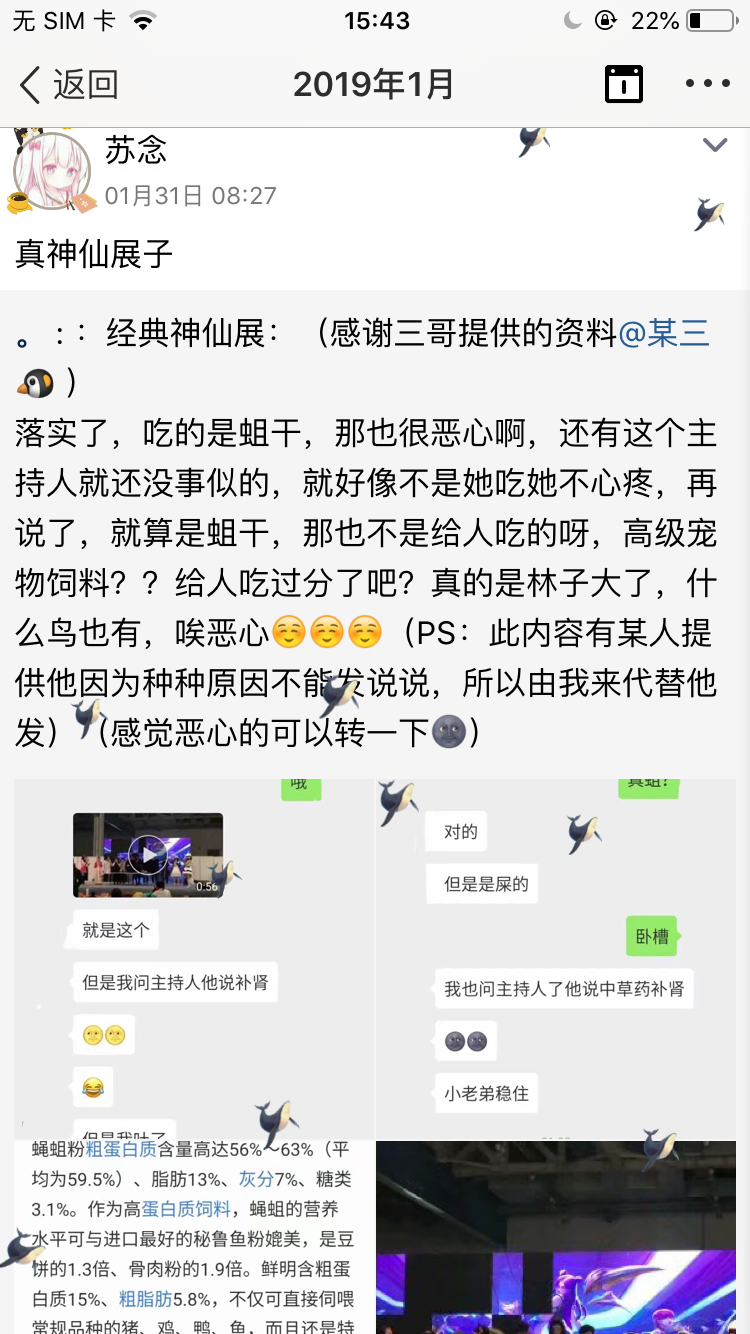 无 SIM 卡
15:43
22%
返回
2019年1月
苏念
01月31日 08:27
真神仙展子
。：：经典神仙展：（感谢三哥提供的资料@某三
🐧）
落实了，吃的是蛆干，那也很恶心啊，还有这个主
持人就还没事似的，就好像不是她吃她不心疼，再
说了，就算是蛆干，那也不是给人吃的呀，高级宠
物饲料？？给人吃过分了吧？真的是林子大了，什
么鸟也有，唉恶心☺️☺️☺️（PS：此内容有某人提
供他因为种种原因不能发说说，所以由我来代替他
发）（感觉恶心的可以转一下🌚）
哦
0:56
就是这个
但是我问主持人他说补肾
🌝🌝
😂
但是我吐了
真蛆？
对的
但是是屎的
卧槽
我也问主持人了他说中草药补肾
🌚🌚
小老弟稳住
蝇蛆粉粗蛋白质含量高达56%～63%（平
均为59.5%）、脂肪13%、灰分7%、糖类
3.1%。作为高蛋白质饲料，蝇蛆的营养
水平可与进口最好的秘鲁鱼粉媲美，是豆
饼的1.3倍、骨肉粉的1.9倍。鲜明含粗蛋
白质15%、粗脂肪5.8%，不仅可直接伺喂
常规品种的猪、鸡、鸭、鱼，而且还是特